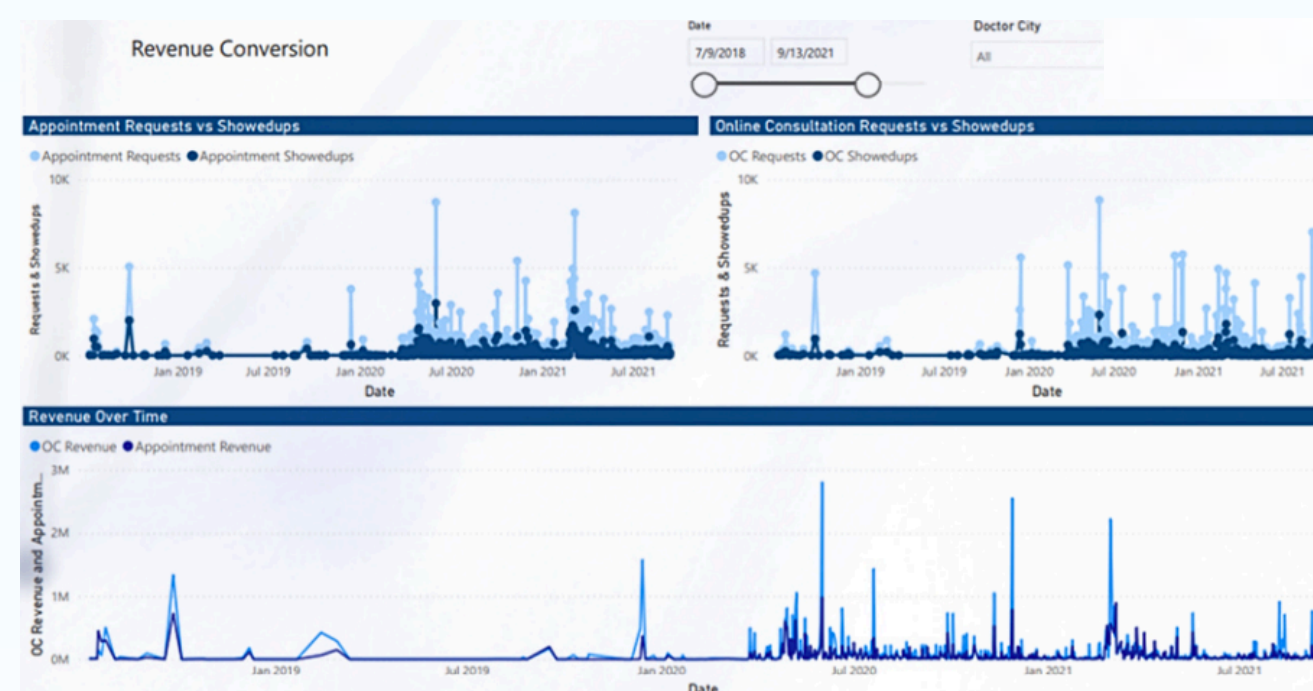 Revenue Conversion
Date
7/9/2018 9/13/2021
Doctor City
All
Appointment Requests vs Showedups
Appointment Requests Appointment Showedups
10K
5K
0K
Requests & Showedups
Jan 2019 Jul 2019 Jan 2020 Jul 2020 Jan 2021 Jul 2021
Date
Online Consultation Requests vs Showedups
OC Requests OC Showedups
10K
5K
0K
Requests & Showedups
Jan 2019 Jul 2019 Jan 2020 Jul 2020 Jan 2021 Jul 2021
Date
Revenue Over Time
OC Revenue Appointment Revenue
3M
2M
1M
0M
OC Revenue and Appointm...
Jan 2019 Jul 2019 Jan 2020 Jul 2020 Jan 2021 Jul 2021
Date